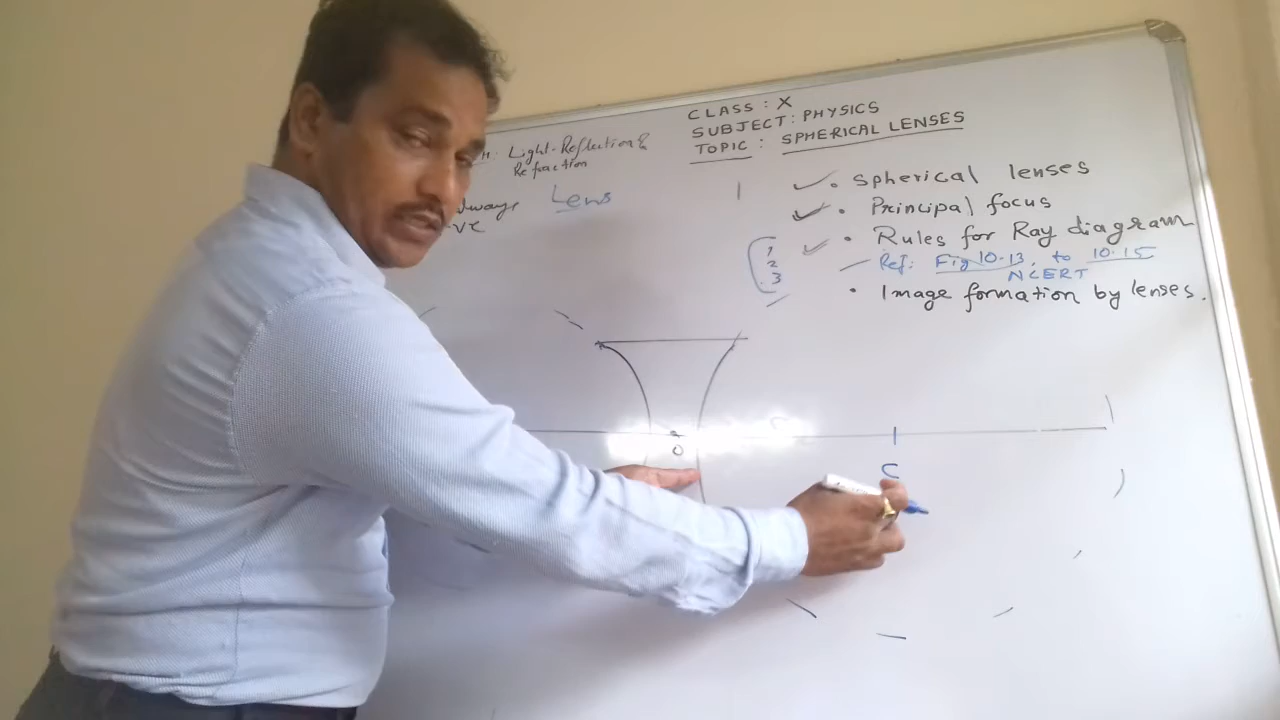 CLASS : X
SUBJECT: PHYSICS
TOPIC : SPHERICAL LENSES
H: Light-Reflection &
Refraction
Lens
-ve
• Spherical lenses
• Principal focus
• Rules for Ray diagram
Ref: Fig 10.13, to 10.15
NCERT
• Image formation by lenses.
1
2
3
O
C